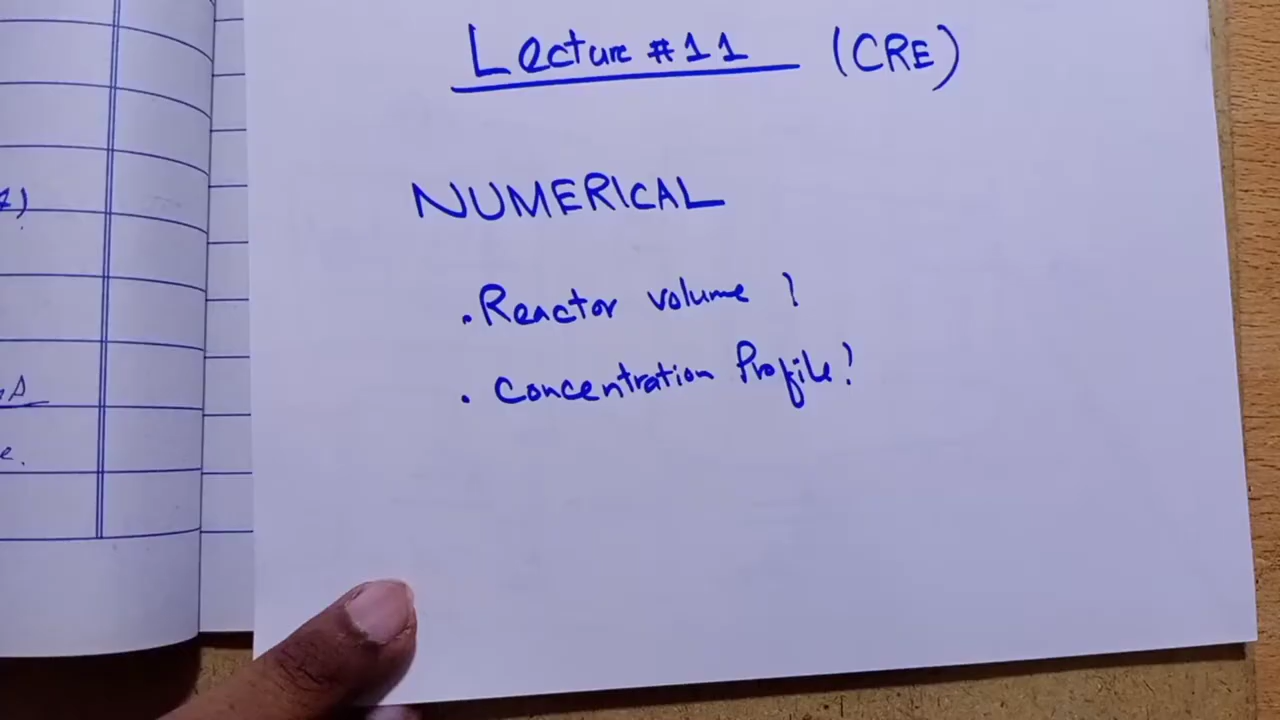 Lecture #11 (CRE)
NUMERICAL
. Reactor volume ?
. Concentration Profile?
e.